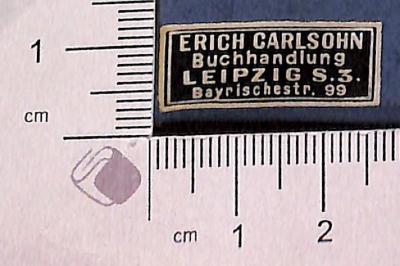 ERICH CARLSOHN
Buchhandlung
LEIPZIG S.3.
Bayrischestr. 99
1
cm
cm 1 2